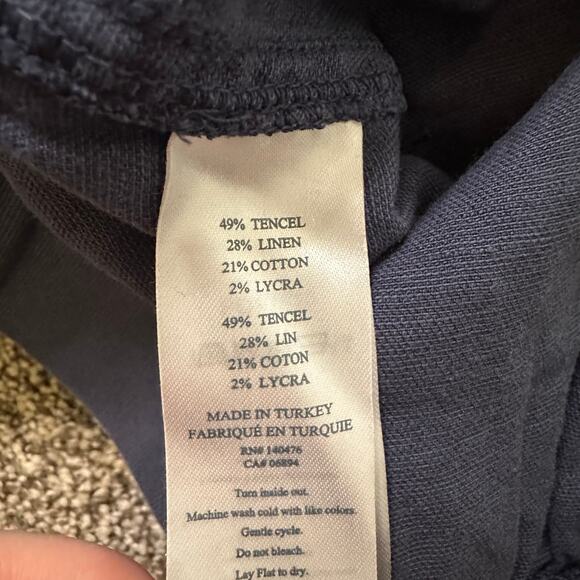 49% TENCEL
28% LINEN
21% COTTON
2% LYCRA
49% TENCEL
28% LIN
21% COTON
2% LYCRA
MADE IN TURKEY
FABRIQUÉ EN TURQUIE
RN# 140476
CA# 06894
Turn inside out.
Machine wash cold with like colors.
Gentle cycle.
Do not bleach.
Lay Flat to dry.